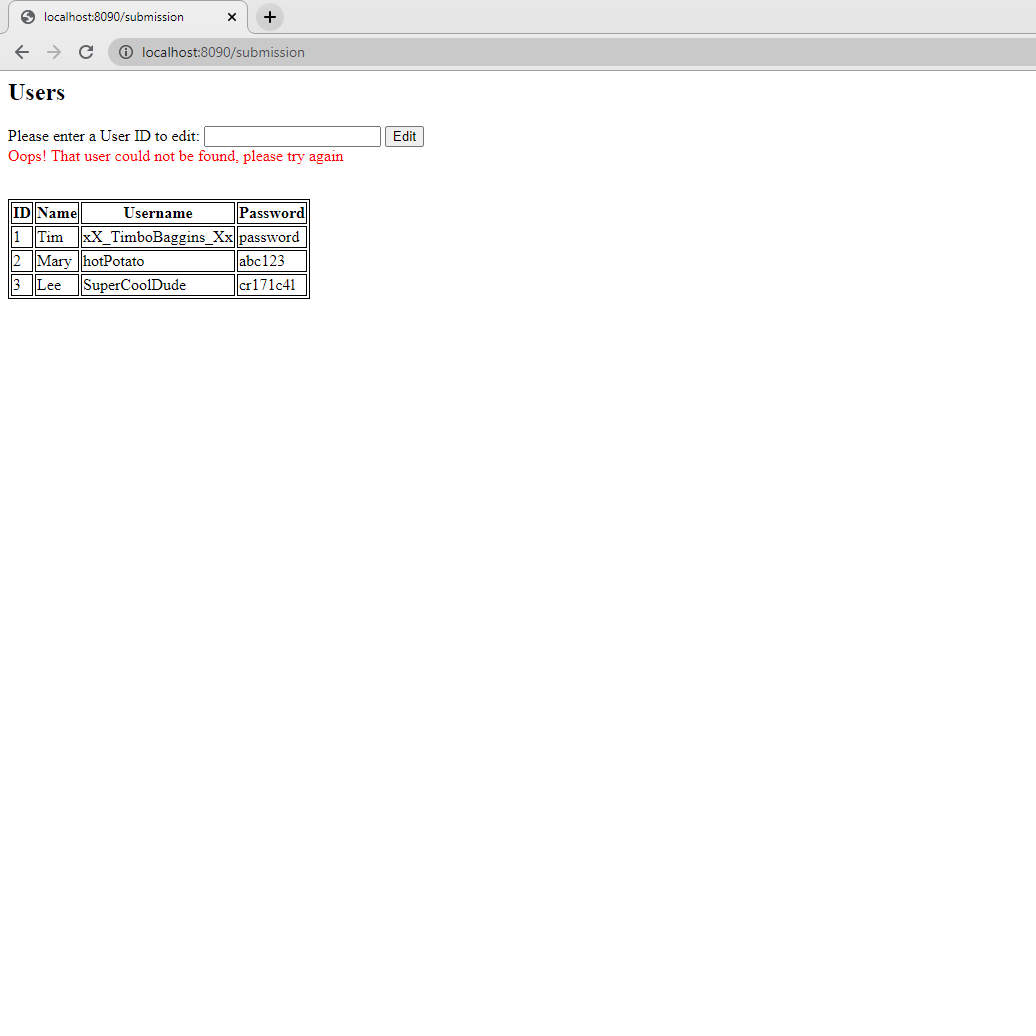 localhost:8090/submission
localhost:8090/submission
Users
Please enter a User ID to edit: Edit
Oops! That user could not be found, please try again
ID Name Username Password
1 Tim xX_TimboBaggins_Xx password
2 Mary hotPotato abc123
3 Lee SuperCoolDude cr171c4l